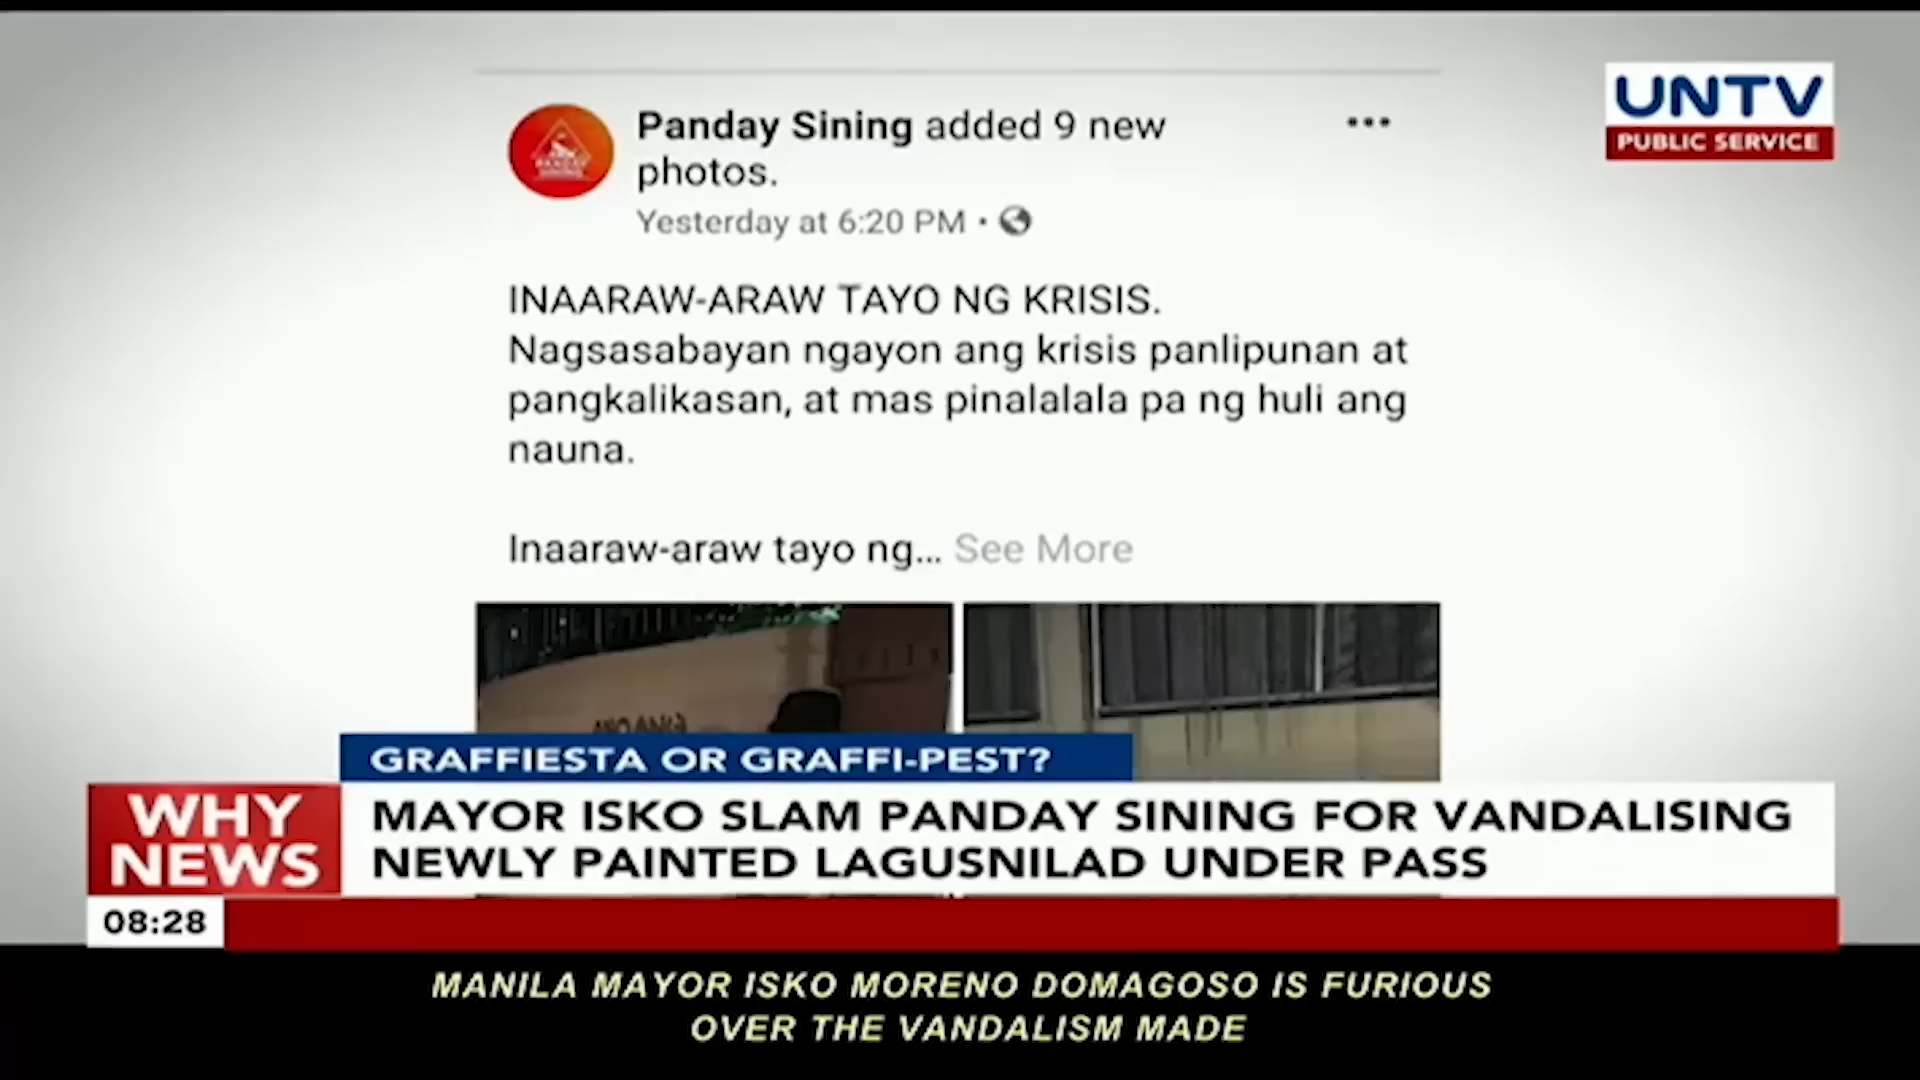 UNTV
PUBLIC SERVICE
Panday Sining added 9 new
photos.
Yesterday at 6:20 PM ·
INAARAW-ARAW TAYO NG KRISIS.
Nagsasabayan ngayon ang krisis panlipunan at
pangkalikasan, at mas pinalalala pa ng huli ang
nauna.
Inaaraw-araw tayo ng... See More
GRAFFIESTA OR GRAFFI-PEST?
WHY
NEWS
MAYOR ISKO SLAM PANDAY SINING FOR VANDALISING
NEWLY PAINTED LAGUSNILAD UNDER PASS
08:28
MANILA MAYOR ISKO MORENO DOMAGOSO IS FURIOUS
OVER THE VANDALISM MADE